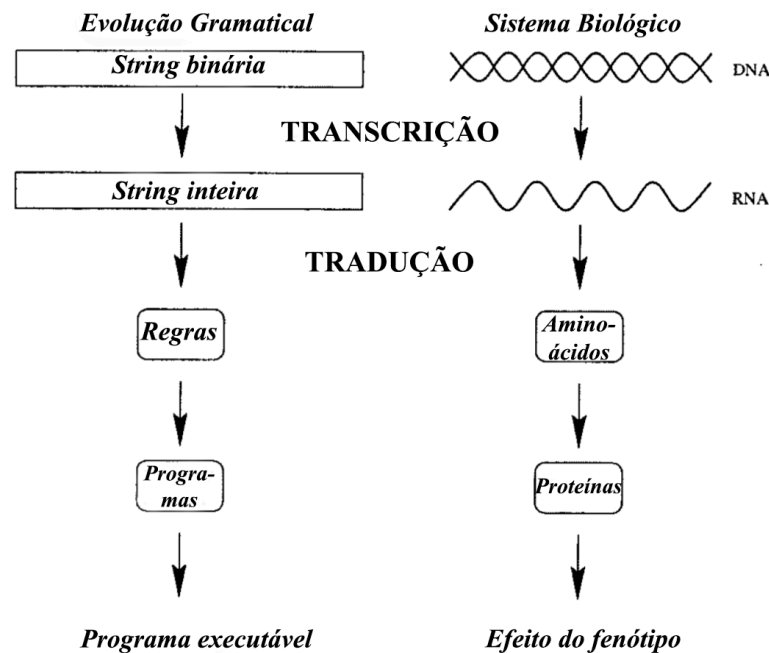 Evolução Gramatical Sistema Biológico
String binária
DNA
TRANSCRIÇÃO
String inteira
RNA
TRADUÇÃO
Regras
Amino-
ácidos
Progra-
mas
Proteínas
Programa executável Efeito do fenótipo